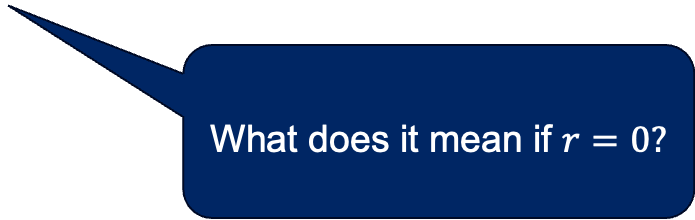 What does it mean if 𝑟 = 0?